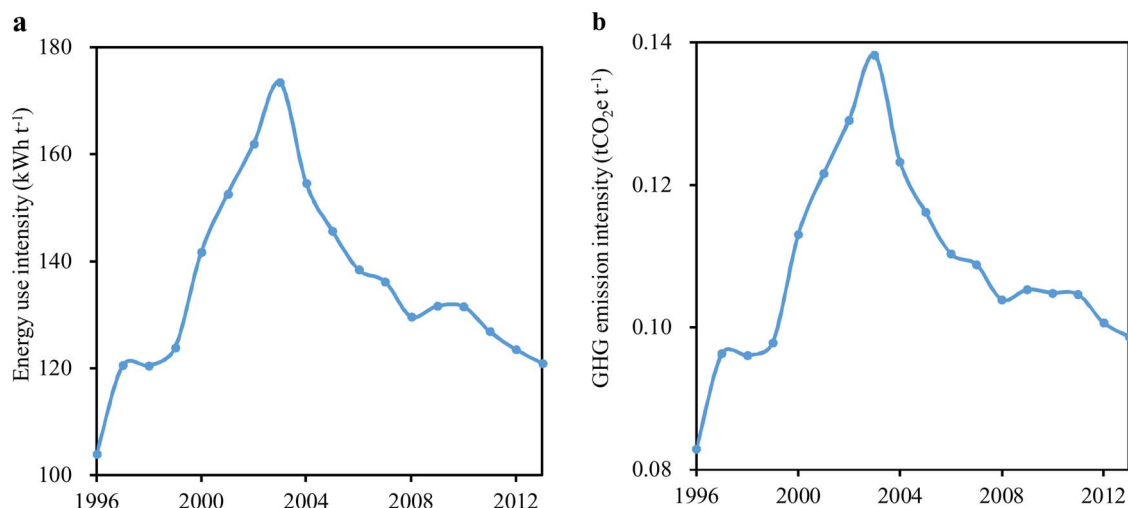 a
180
160
140
120
100
Energy use intensity (kWh t⁻¹)
1996 2000 2004 2008 2012
b
0.14
0.12
0.10
0.08
GHG emission intensity (tCO₂e t⁻¹)
1996 2000 2004 2008 2012